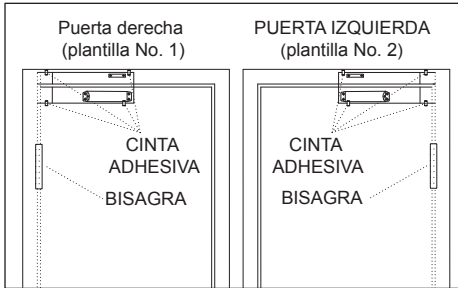 Puerta derecha
(plantilla No. 1)
PUERTA IZQUIERDA
(plantilla No. 2)
CINTA
ADHESIVA
BISAGRA
CINTA
ADHESIVA
BISAGRA